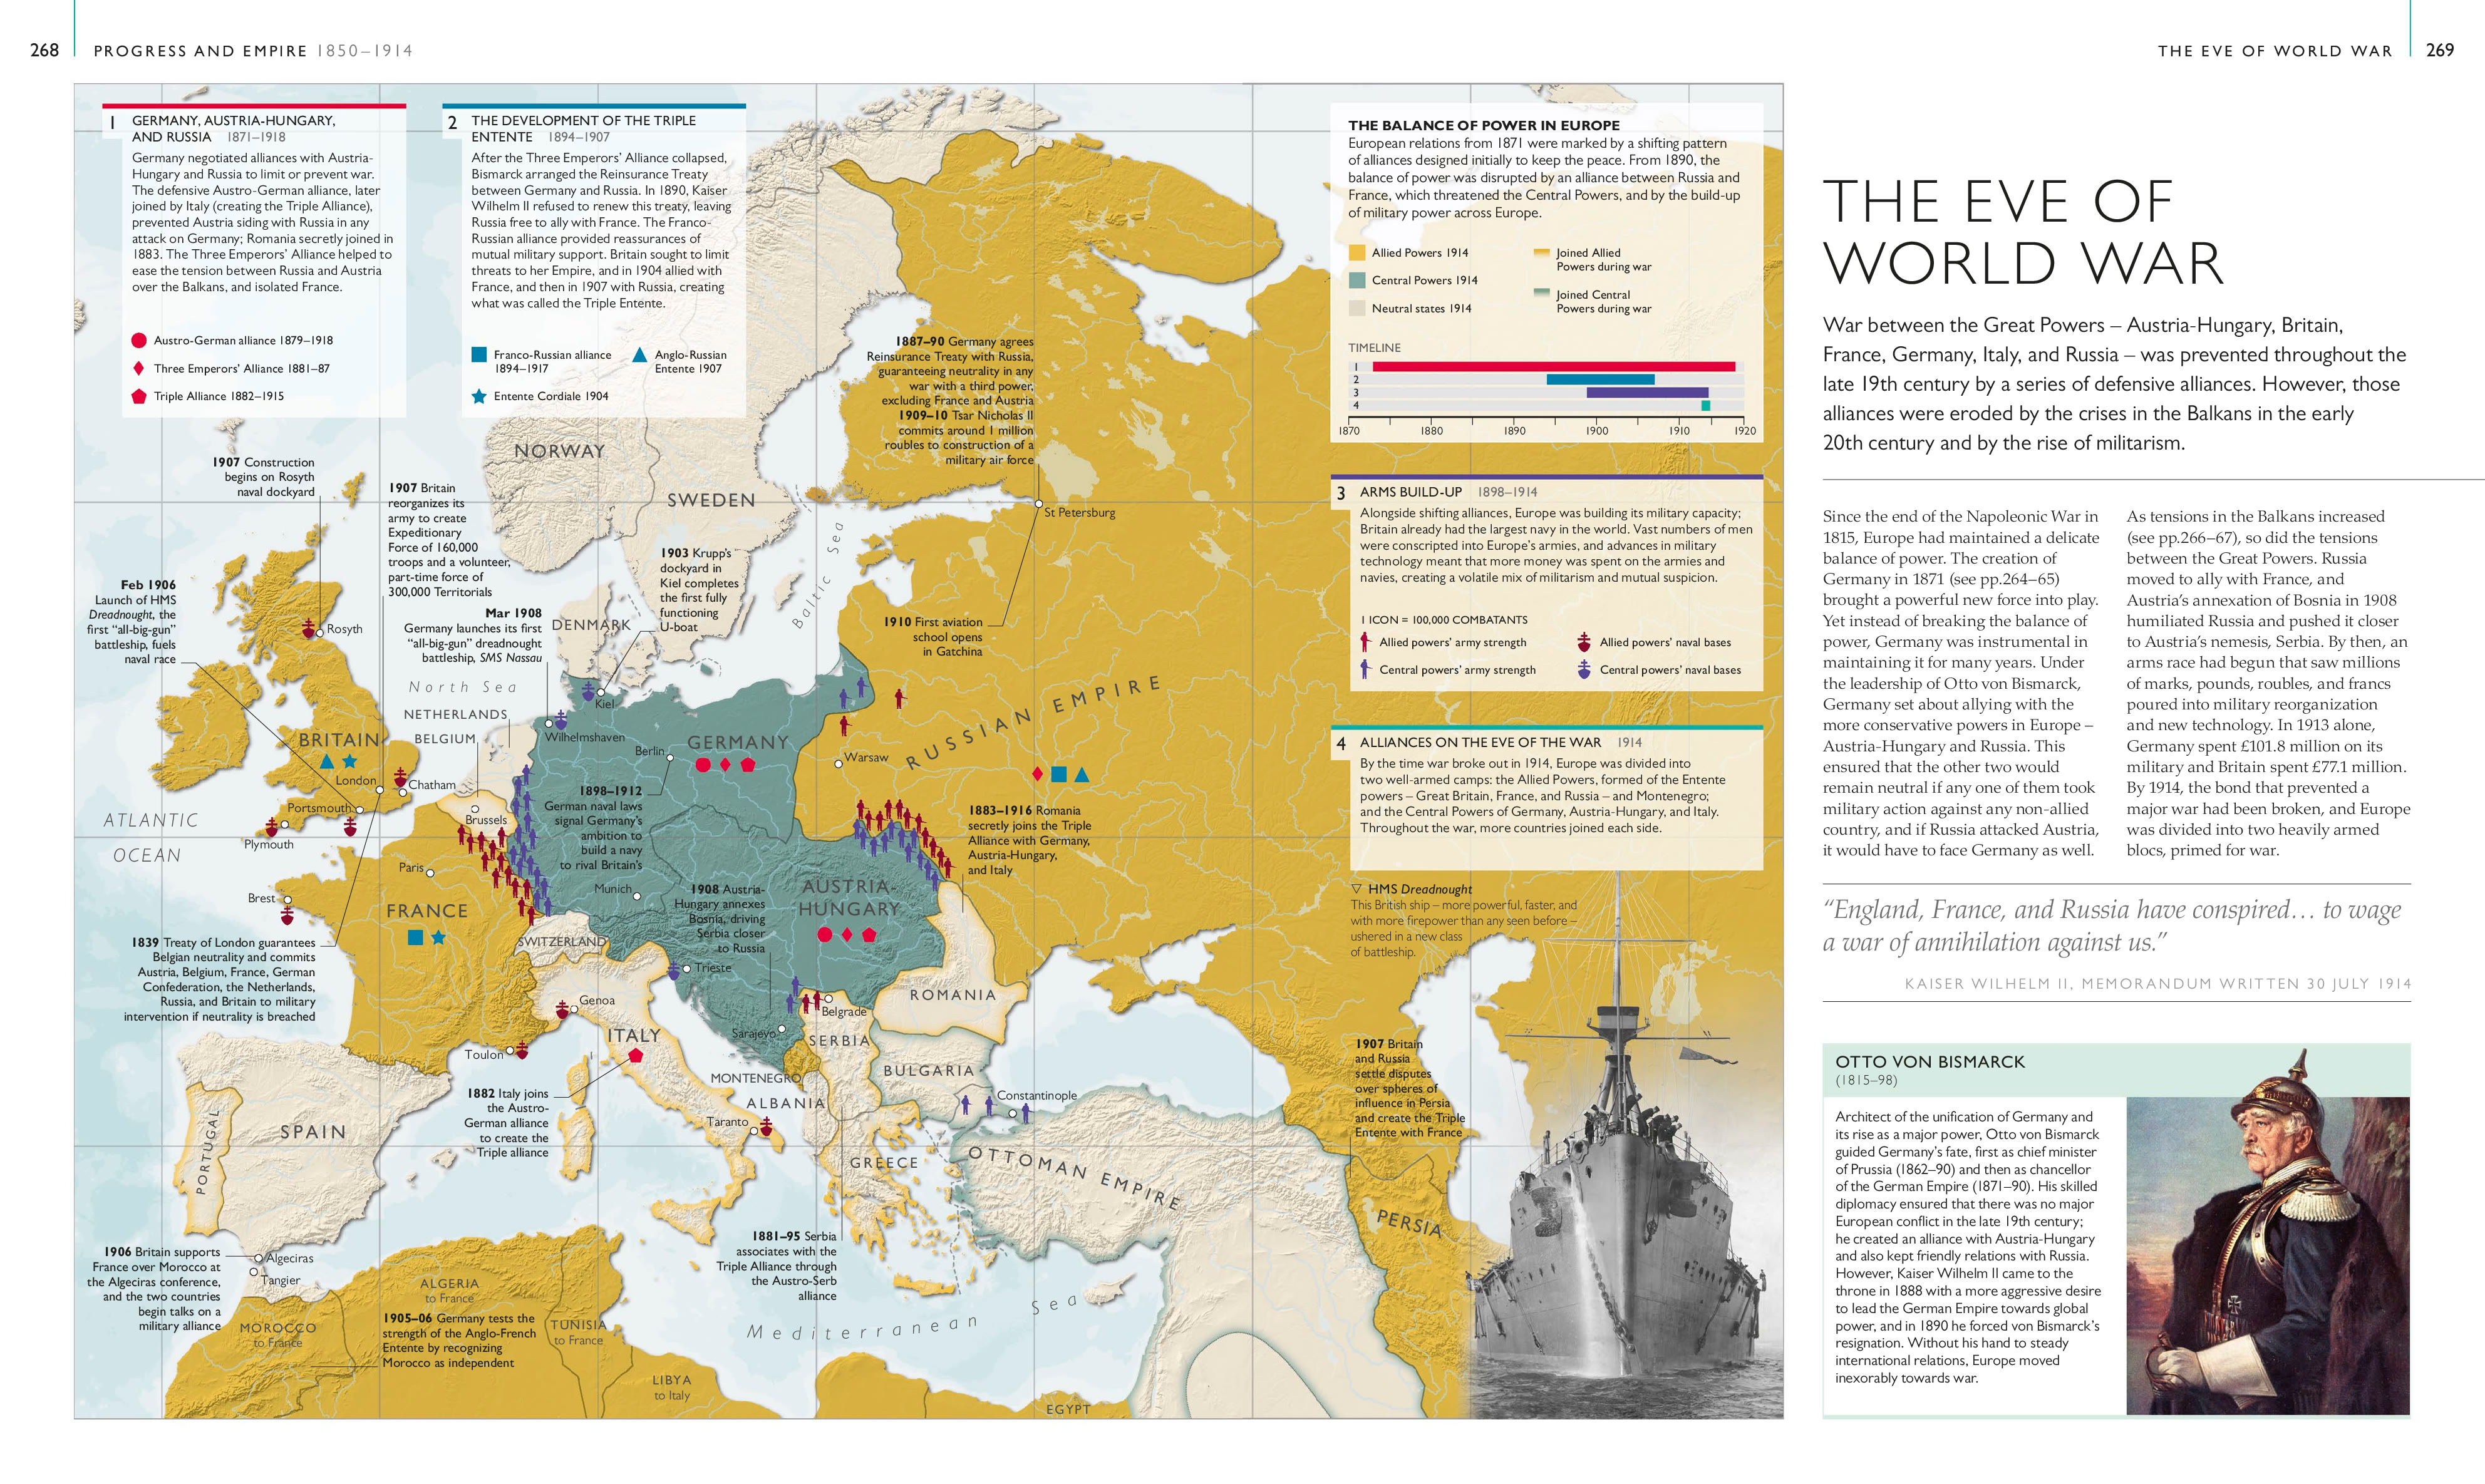 268
PROGRESS AND EMPIRE 1850–1914
THE EVE OF WORLD WAR
269
1
GERMANY, AUSTRIA-HUNGARY,
AND RUSSIA 1871–1918
Germany negotiated alliances with Austria-
Hungary and Russia to limit or prevent war.
The defensive Austro-German alliance, later
joined by Italy (creating the Triple Alliance),
prevented Austria siding with Russia in any
attack on Germany; Romania secretly joined in
1883. The Three Emperors’ Alliance helped to
ease the tension between Russia and Austria
over the Balkans, and isolated France.
Austro-German alliance 1879–1918
Three Emperors’ Alliance 1881–87
Triple Alliance 1882–1915
2
THE DEVELOPMENT OF THE TRIPLE
ENTENTE 1894–1907
After the Three Emperors’ Alliance collapsed,
Bismarck arranged the Reinsurance Treaty
between Germany and Russia. In 1890, Kaiser
Wilhelm II refused to renew this treaty, leaving
Russia free to ally with France. The Franco-
Russian alliance provided reassurances of
mutual military support. Britain sought to limit
threats to her Empire, and in 1904 allied with
France, and then in 1907 with Russia, creating
what was called the Triple Entente.
Franco-Russian alliance
1894–1917
Anglo-Russian
Entente 1907
Entente Cordiale 1904
THE BALANCE OF POWER IN EUROPE
European relations from 1871 were marked by a shifting pattern
of alliances designed initially to keep the peace. From 1890, the
balance of power was disrupted by an alliance between Russia and
France, which threatened the Central Powers, and by the build-up
of military power across Europe.
Allied Powers 1914
Central Powers 1914
Neutral states 1914
Joined Allied
Powers during war
Joined Central
Powers during war
TIMELINE
1
2
3
4
1870 1880 1890 1900 1910 1920
3
ARMS BUILD-UP 1898–1914
Alongside shifting alliances, Europe was building its military capacity;
Britain already had the largest navy in the world. Vast numbers of men
were conscripted into Europe’s armies, and advances in military
technology meant that more money was spent on the armies and
navies, creating a volatile mix of militarism and mutual suspicion.
1 ICON = 100,000 COMBATANTS
Allied powers’ army strength
Allied powers’ naval bases
Central powers’ army strength
Central powers’ naval bases
4
ALLIANCES ON THE EVE OF THE WAR 1914
By the time war broke out in 1914, Europe was divided into
two well-armed camps: the Allied Powers, formed of the Entente
powers – Great Britain, France, and Russia – and Montenegro;
and the Central Powers of Germany, Austria-Hungary, and Italy.
Throughout the war, more countries joined each side.
▽ HMS Dreadnought
This British ship – more powerful, faster, and
with more firepower than any seen before –
ushered in a new class
of battleship.
1887–90 Germany agrees
Reinsurance Treaty with Russia,
guaranteeing neutrality in any
war with a third power,
excluding France and Austria
1909–10 Tsar Nicholas II
commits around 1 million
roubles to construction of a
military air force
1907 Construction
begins on Rosyth
naval dockyard
1907 Britain
reorganizes its
army to create
Expeditionary
Force of 160,000
troops and a volunteer,
part-time force of
300,000 Territorials
Feb 1906
Launch of HMS
Dreadnought, the
first “all-big-gun”
battleship, fuels
naval race
Mar 1908
Germany launches its first
“all-big-gun” dreadnought
battleship, SMS Nassau
1903 Krupp’s
dockyard in
Kiel completes
the first fully
functioning
U-boat
1910 First aviation
school opens
in Gatchina
1898–1912
German naval laws
signal Germany’s
ambition to
build a navy
to rival Britain’s
1883–1916 Romania
secretly joins the Triple
Alliance with Germany,
Austria-Hungary,
and Italy
1908 Austria-
Hungary annexes
Bosnia, driving
Serbia closer
to Russia
1839 Treaty of London guarantees
Belgian neutrality and commits
Austria, Belgium, France, German
Confederation, the Netherlands,
Russia, and Britain to military
intervention if neutrality is breached
1882 Italy joins
the Austro-
German alliance
to create the
Triple alliance
1907 Britain
and Russia
settle disputes
over spheres of
influence in Persia
and create the Triple
Entente with France
1881–95 Serbia
associates with the
Triple Alliance through
the Austro-Serb
alliance
1906 Britain supports
France over Morocco at
the Algeciras conference,
and the two countries
begin talks on a
military alliance
1905–06 Germany tests the
strength of the Anglo-French
Entente by recognizing
Morocco as independent
NORWAY
SWEDEN
St Petersburg
Baltic Sea
DENMARK
Rosyth
North Sea
NETHERLANDS
BELGIUM
Kiel
Wilhelmshaven
Berlin
GERMANY
Warsaw
RUSSIAN EMPIRE
BRITAIN
London
Chatham
Portsmouth
Plymouth
Brussels
ATLANTIC
OCEAN
Paris
Brest
FRANCE
Munich
AUSTRIA-
HUNGARY
SWITZERLAND
Trieste
Genoa
ITALY
Toulon
Belgrade
Sarajevo
SERBIA
ROMANIA
BULGARIA
MONTENEGRO
ALBANIA
Constantinople
Taranto
GREECE
OTTOMAN EMPIRE
PERSIA
SPAIN
PORTUGAL
Algeciras
Tangier
MOROCCO
to France
ALGERIA
to France
TUNISIA
to France
LIBYA
to Italy
EGYPT
Mediterranean Sea
THE EVE OF
WORLD WAR
War between the Great Powers – Austria-Hungary, Britain,
France, Germany, Italy, and Russia – was prevented throughout the
late 19th century by a series of defensive alliances. However, those
alliances were eroded by the crises in the Balkans in the early
20th century and by the rise of militarism.
Since the end of the Napoleonic War in
1815, Europe had maintained a delicate
balance of power. The creation of
Germany in 1871 (see pp.264–65)
brought a powerful new force into play.
Yet instead of breaking the balance of
power, Germany was instrumental in
maintaining it for many years. Under
the leadership of Otto von Bismarck,
Germany set about allying with the
more conservative powers in Europe –
Austria-Hungary and Russia. This
ensured that the other two would
remain neutral if any one of them took
military action against any non-allied
country, and if Russia attacked Austria,
it would have to face Germany as well.
As tensions in the Balkans increased
(see pp.266–67), so did the tensions
between the Great Powers. Russia
moved to ally with France, and
Austria’s annexation of Bosnia in 1908
humiliated Russia and pushed it closer
to Austria’s nemesis, Serbia. By then, an
arms race had begun that saw millions
of marks, pounds, roubles, and francs
poured into military reorganization
and new technology. In 1913 alone,
Germany spent £101.8 million on its
military and Britain spent £77.1 million.
By 1914, the bond that prevented a
major war had been broken, and Europe
was divided into two heavily armed
blocs, primed for war.
“England, France, and Russia have conspired… to wage
a war of annihilation against us.”
KAISER WILHELM II, MEMORANDUM WRITTEN 30 JULY 1914
OTTO VON BISMARCK
(1815–98)
Architect of the unification of Germany and
its rise as a major power, Otto von Bismarck
guided Germany’s fate, first as chief minister
of Prussia (1862–90) and then as chancellor
of the German Empire (1871–90). His skilled
diplomacy ensured that there was no major
European conflict in the late 19th century;
he created an alliance with Austria-Hungary
and also kept friendly relations with Russia.
However, Kaiser Wilhelm II came to the
throne in 1888 with a more aggressive desire
to lead the German Empire towards global
power, and in 1890 he forced von Bismarck’s
resignation. Without his hand to steady
international relations, Europe moved
inexorably towards war.